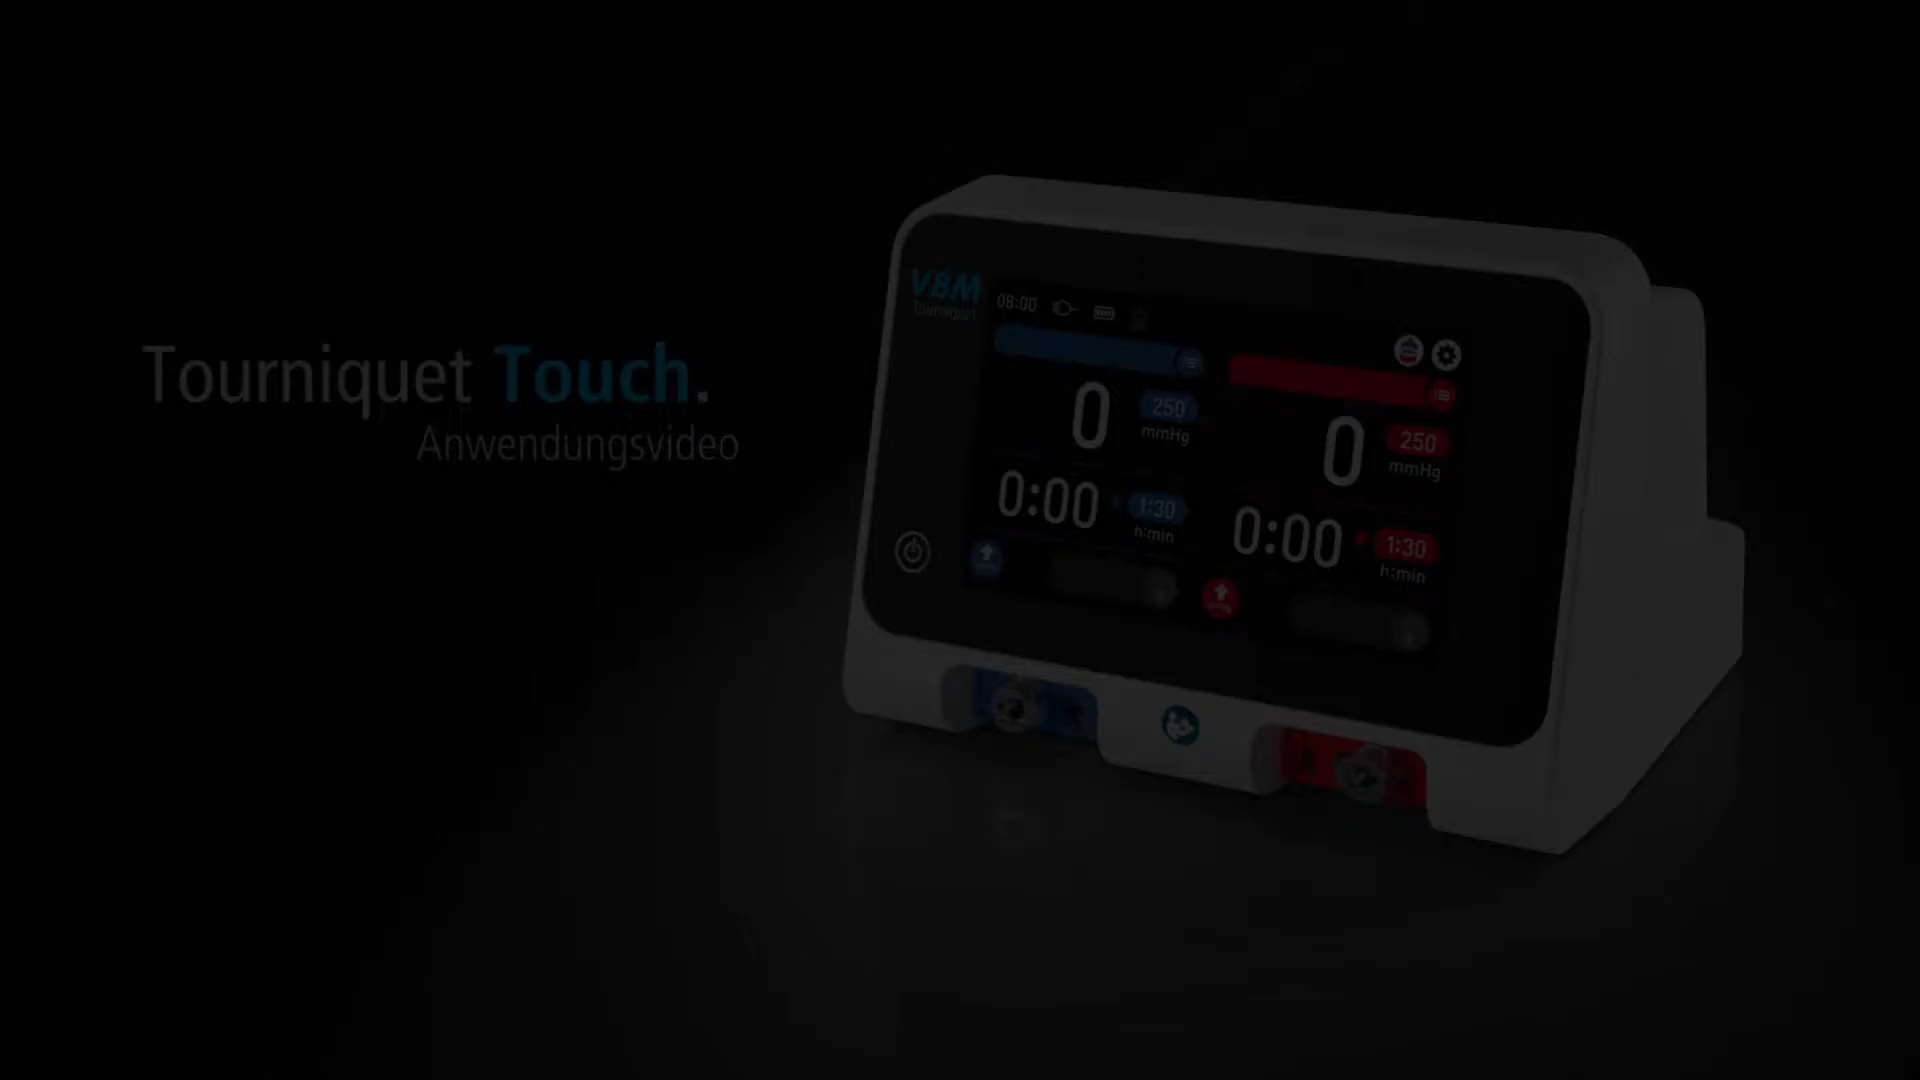 Tourniquet Touch.
Anwendungsvideo
VBM
Tourniquet
08:00
0
250
mmHg
0:00
1:30
h:min
0
250
mmHg
0:00
1:30
h:min